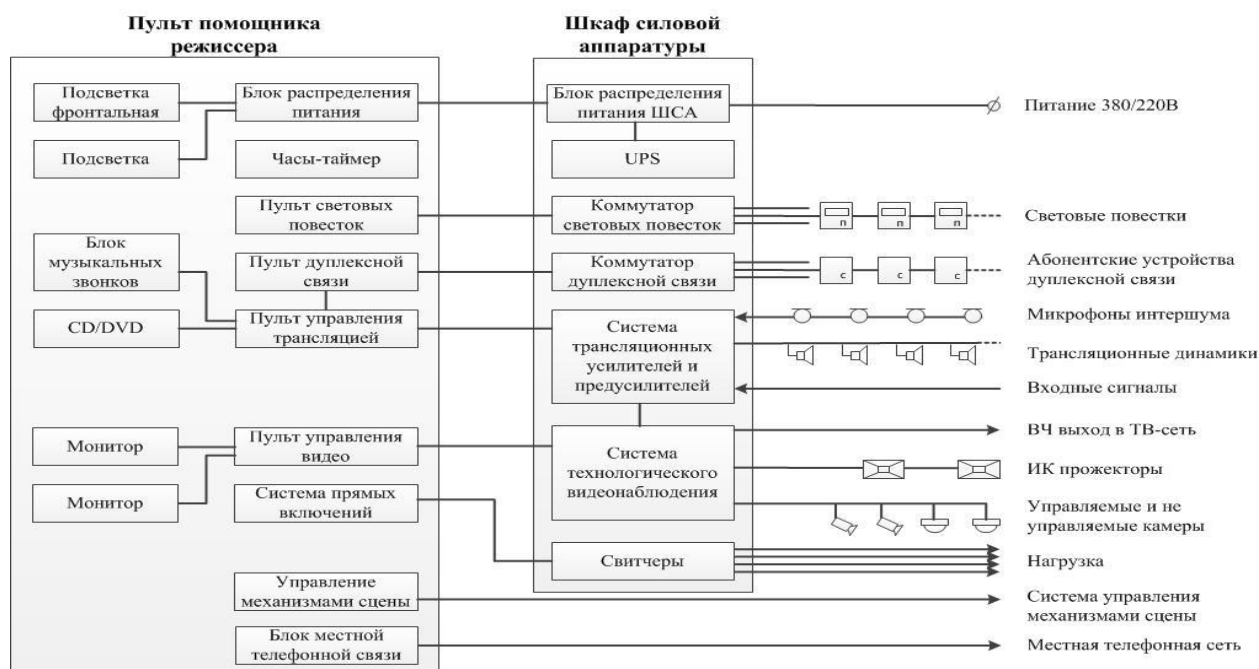 Пульт помощника
режиссера
Шкаф силовой
аппаратуры
Подсветка
фронтальная
Блок распределения
питания
Блок распределения
питания ШСА
Питание 380/220В
Подсветка
Часы-таймер
UPS
Пульт световых
повесток
Коммутатор
световых повесток
п
п
п
Световые повестки
Блок
музыкальных
звонков
Пульт дуплексной
связи
Коммутатор
дуплексной связи
с
с
с
Абонентские устройства
дуплексной связи
CD/DVD
Пульт управления
трансляцией
Система
трансляционных
усилителей и
предусилителей
Микрофоны интершума
Трансляционные динамики
Входные сигналы
Монитор
Пульт управления
видео
Система
технологического
видеонаблюдения
ВЧ выход в ТВ-сеть
ИК прожекторы
Монитор
Система прямых
включений
Управляемые и не
управляемые камеры
Свитчеры
Нагрузка
Управление
механизмами сцены
Система управления
механизмами сцены
Блок местной
телефонной связи
Местная телефонная сеть